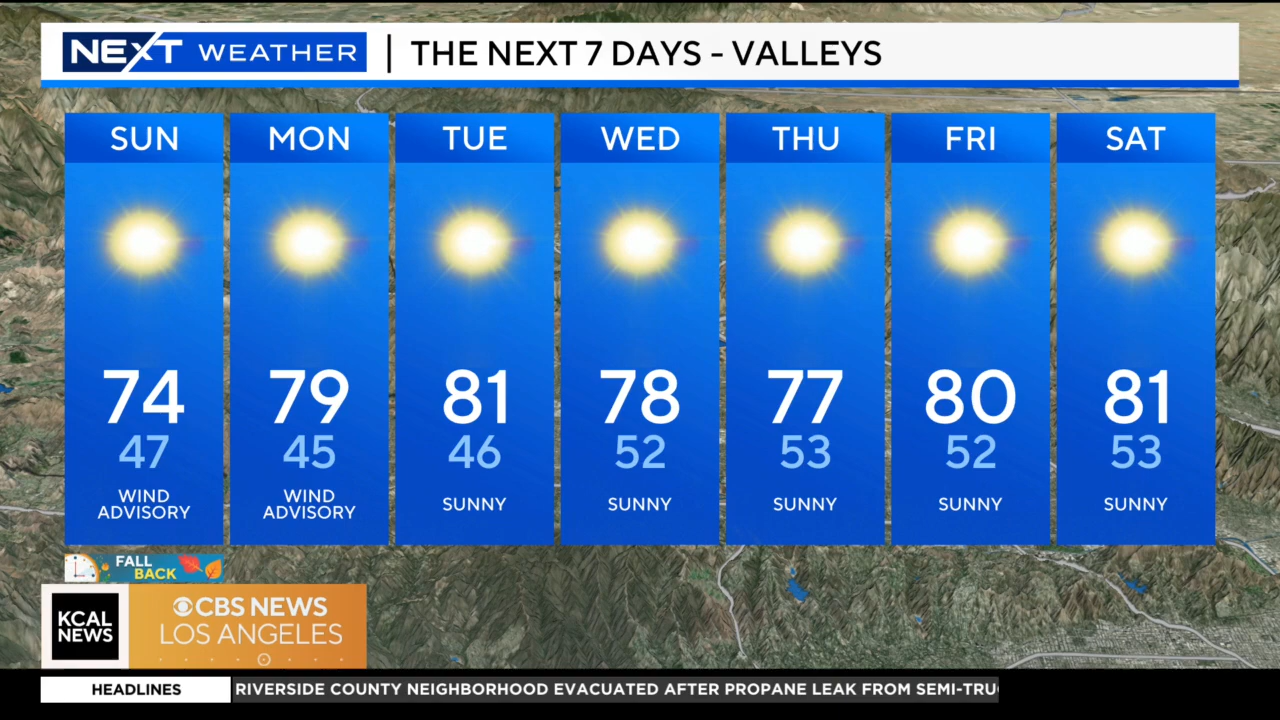 NEXT WEATHER | THE NEXT 7 DAYS - VALLEYS
SUN MON TUE WED THU FRI SAT
74 79 81 78 77 80 81
47 45 46 52 53 52 53
WIND ADVISORY WIND ADVISORY SUNNY SUNNY SUNNY SUNNY SUNNY
FALL
BACK
KCAL
NEWS
CBS NEWS
LOS ANGELES
HEADLINES RIVERSIDE COUNTY NEIGHBORHOOD EVACUATED AFTER PROPANE LEAK FROM SEMI-TRU